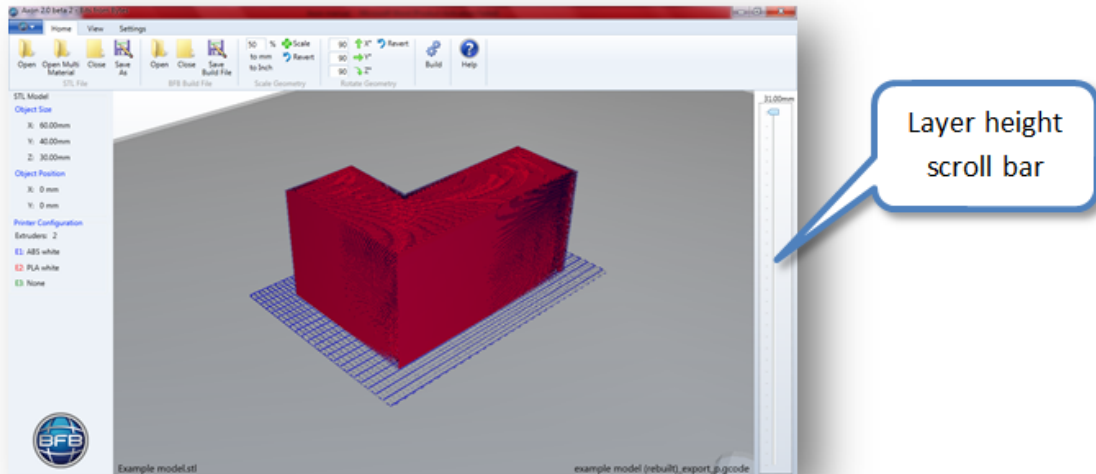 Axon 2.0 beta 2 - Bits from Bytes
Home View Settings
Open Open Multi Material Close Save As
STL File
Open Close Save Build File
BFB Build File
50 % Scale
to mm Revert
to Inch
Scale Geometry
90 X° Revert
90 Y°
90 Z°
Rotate Geometry
Build
Help
STL Model
Object Size
X: 60.00mm
Y: 40.00mm
Z: 30.00mm
Object Position
X: 0 mm
Y: 0 mm
Printer Configuration
Extruders: 2
E1: ABS white
E2: PLA white
E3: None
BFB
Example model.stl
example model (rebuilt)_export_p.gcode
31.00mm
Layer height
scroll bar